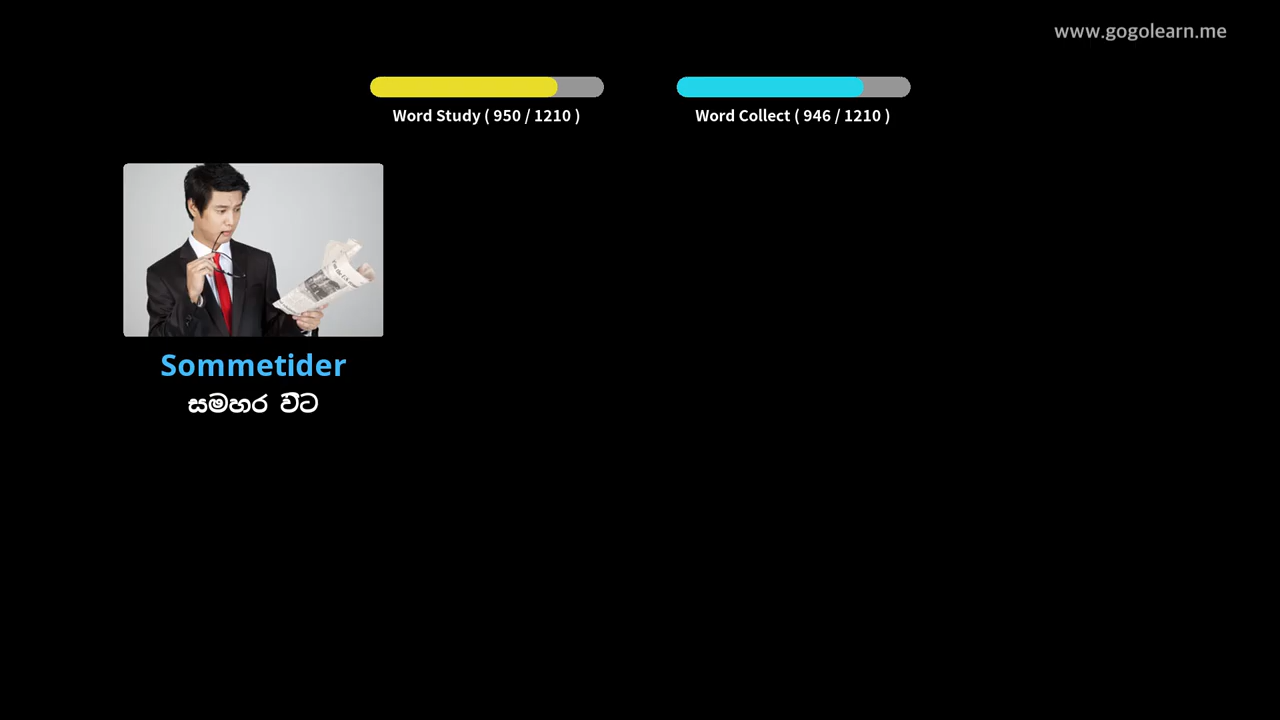 www.gogolearn.me
Word Study ( 950 / 1210 )
Word Collect ( 946 / 1210 )
Sommetider
සමහර විට